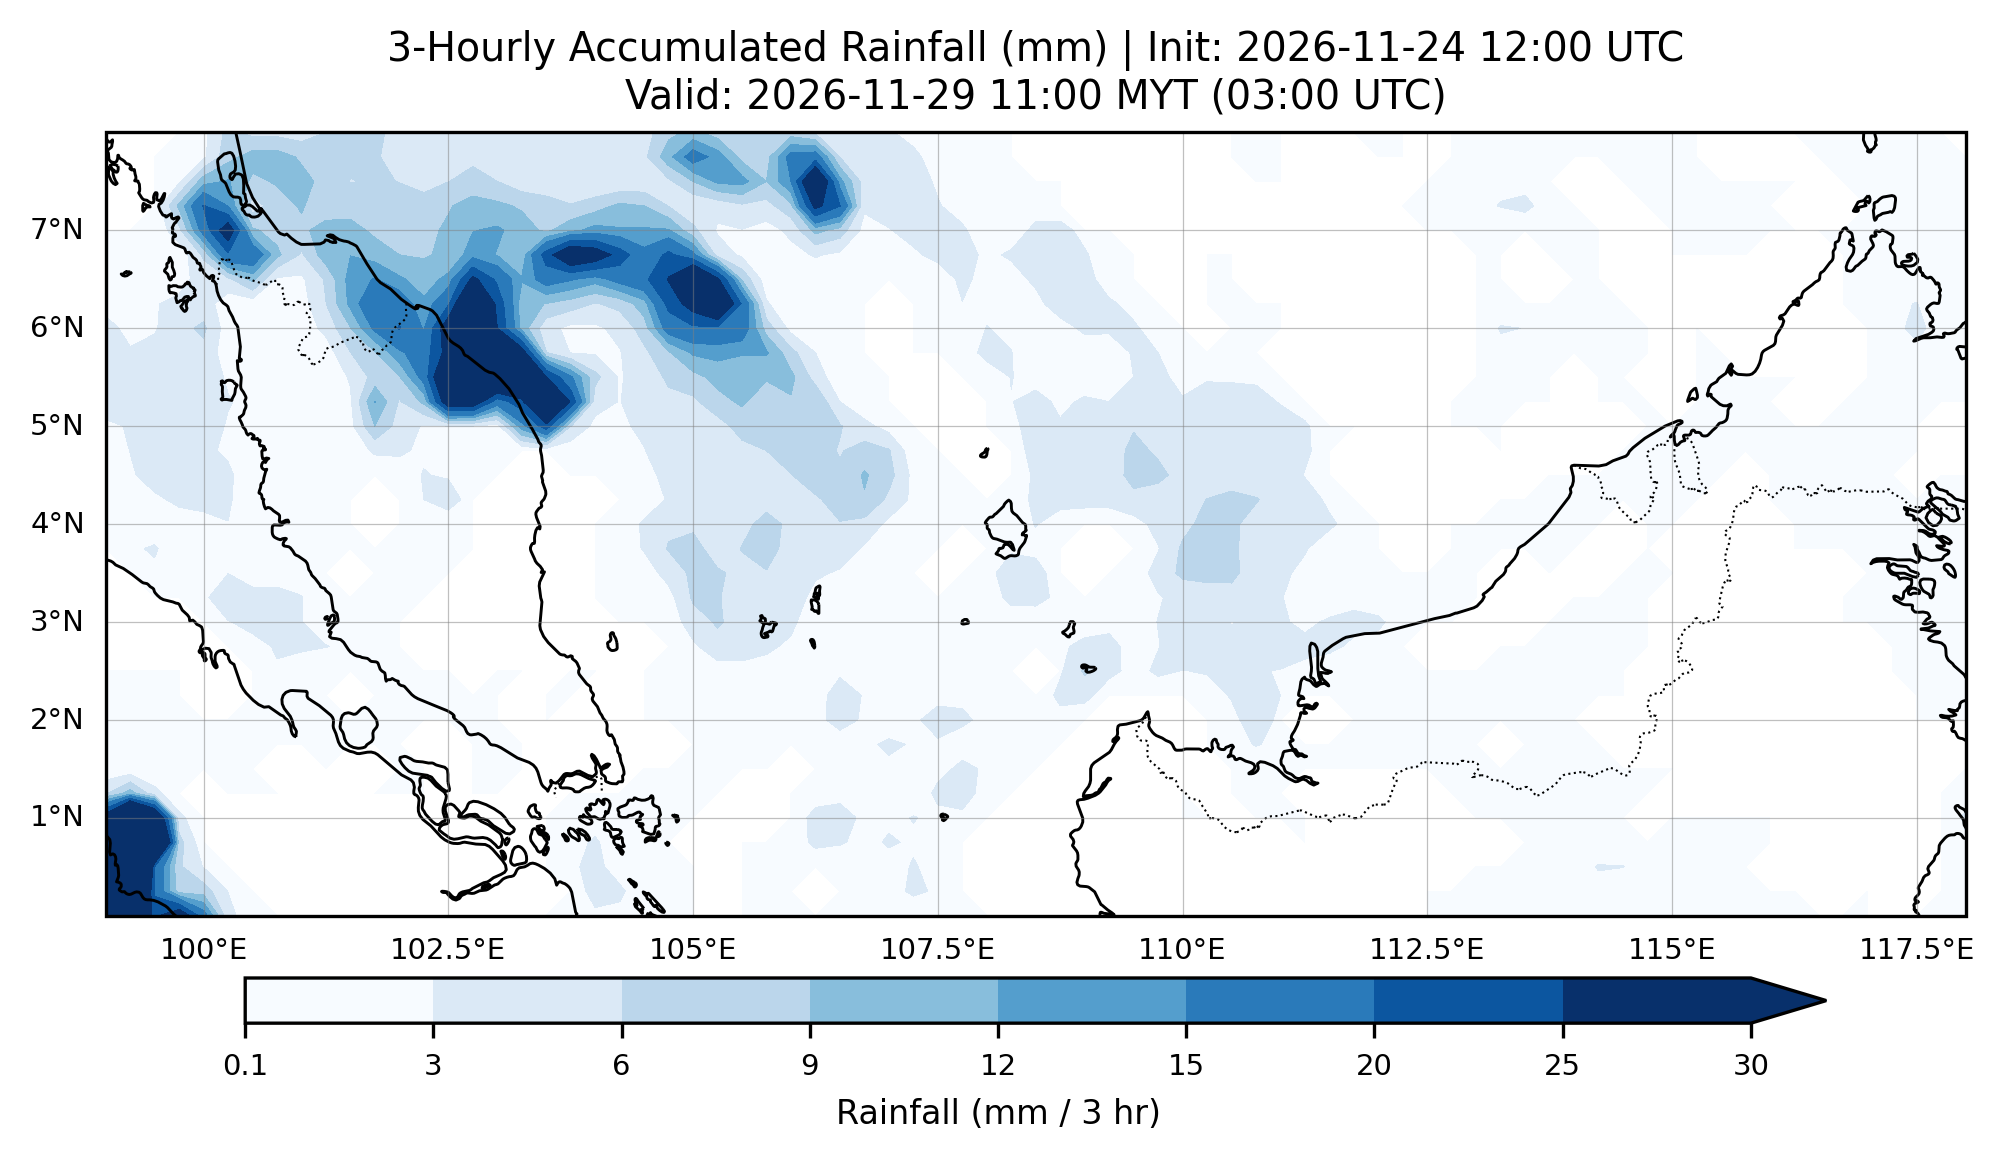 3-Hourly Accumulated Rainfall (mm) | Init: 2026-11-24 12:00 UTC
Valid: 2026-11-29 11:00 MYT (03:00 UTC)
7°N
6°N
5°N
4°N
3°N
2°N
1°N
100°E 102.5°E 105°E 107.5°E 110°E 112.5°E 115°E 117.5°E
0.1 3 6 9 12 15 20 25 30
Rainfall (mm / 3 hr)